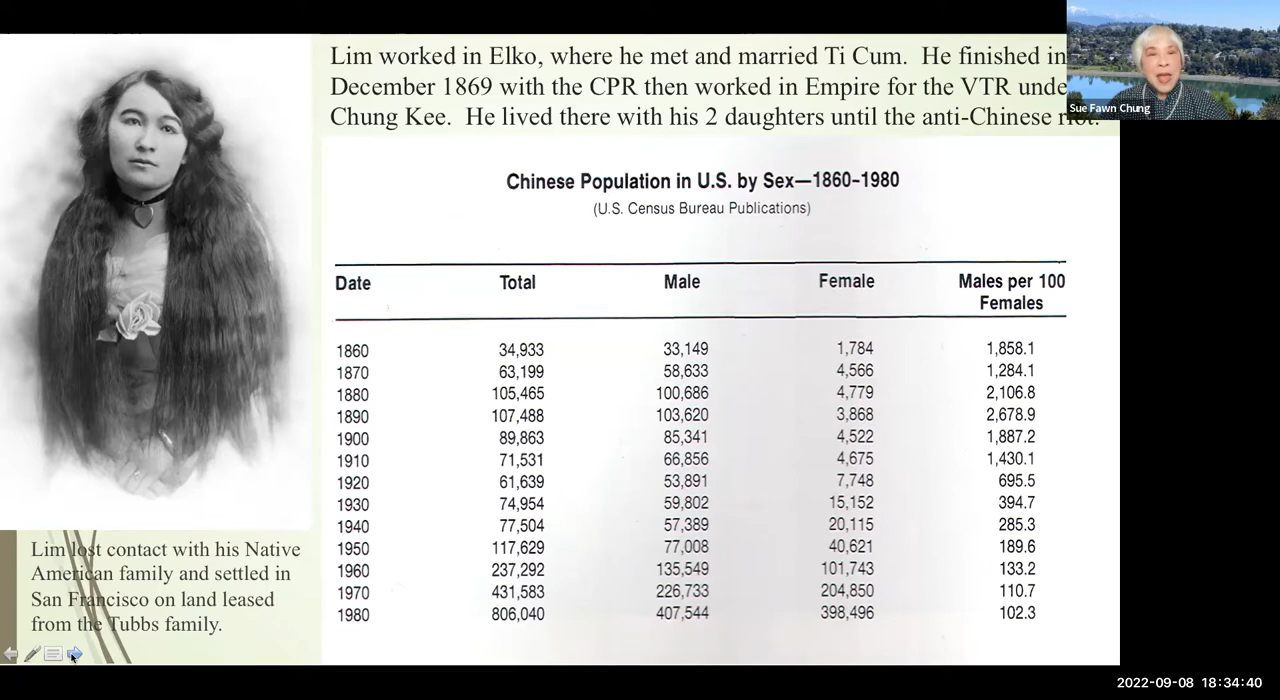 Lim worked in Elko, where he met and married Ti Cum. He finished in
December 1869 with the CPR then worked in Empire for the VTR unde
Chung Kee. He lived there with his 2 daughters until the anti-Chinese riot.
Sue Fawn Chung
Chinese Population in U.S. by Sex—1860–1980
(U.S. Census Bureau Publications)
Date Total Male Female Males per 100 Females
1860 34,933 33,149 1,784 1,858.1
1870 63,199 58,633 4,566 1,284.1
1880 105,465 100,686 4,779 2,106.8
1890 107,488 103,620 3,868 2,678.9
1900 89,863 85,341 4,522 1,887.2
1910 71,531 66,856 4,675 1,430.1
1920 61,639 53,891 7,748 695.5
1930 74,954 59,802 15,152 394.7
1940 77,504 57,389 20,115 285.3
1950 117,629 77,008 40,621 189.6
1960 237,292 135,549 101,743 133.2
1970 431,583 226,733 204,850 110.7
1980 806,040 407,544 398,496 102.3
Lim lost contact with his Native
American family and settled in
San Francisco on land leased
from the Tubbs family.
2022-09-08 18:34:40